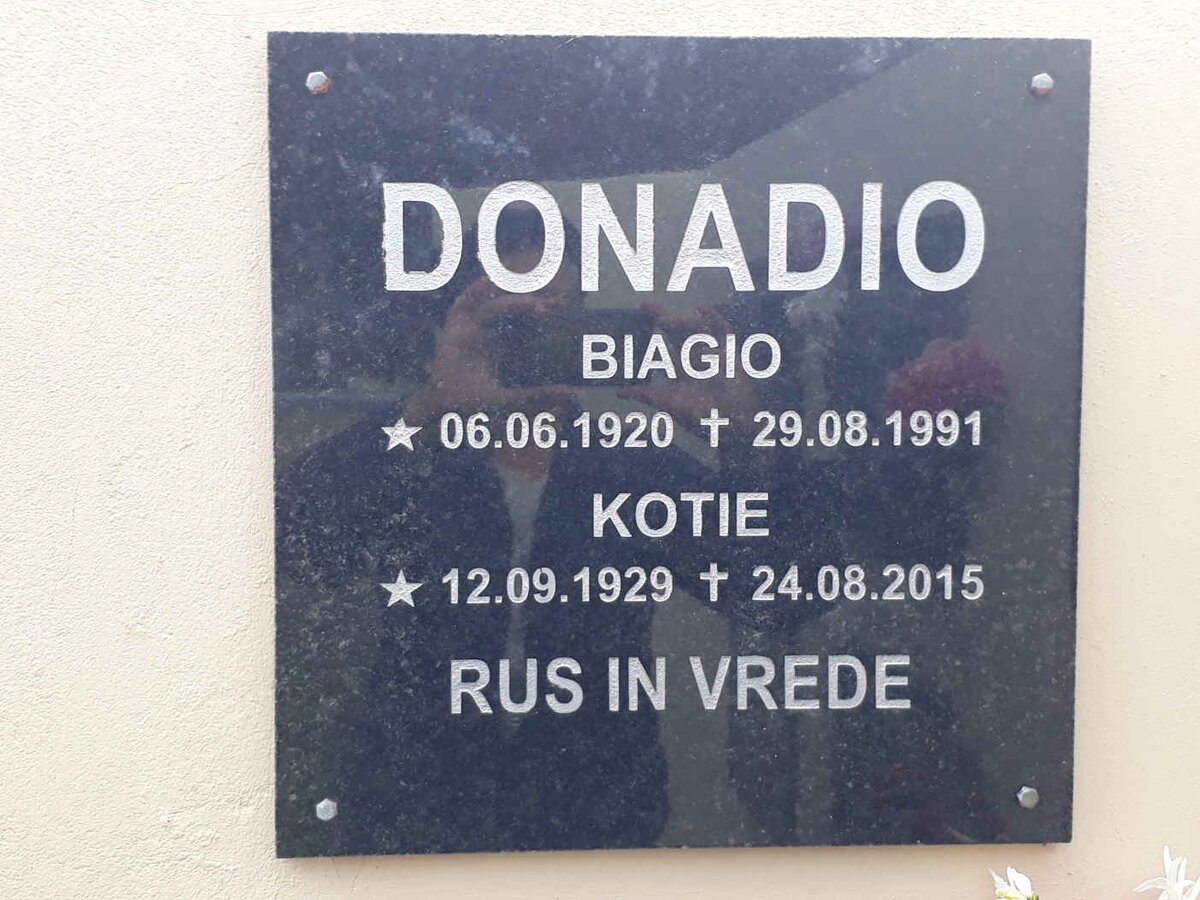 DONADIO
BIAGIO
★ 06.06.1920 ✝ 29.08.1991
KOTIE
★ 12.09.1929 ✝ 24.08.2015
RUS IN VREDE